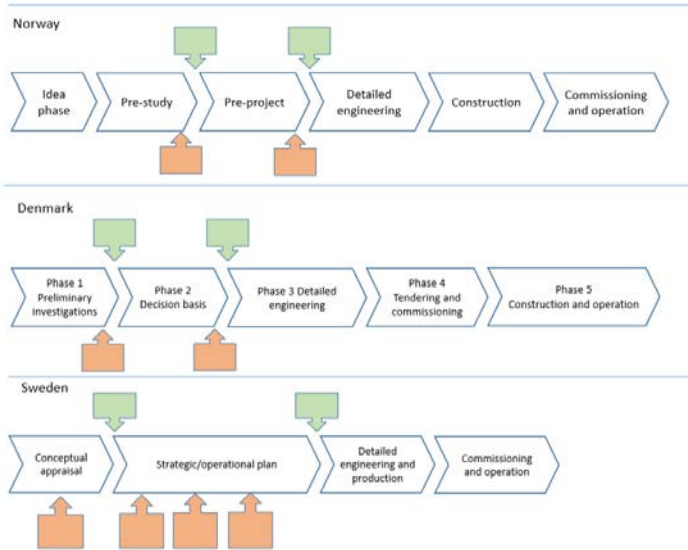 Norway
Idea
phase
Pre-study
Pre-project
Detailed
engineering
Construction
Commissioning
and operation
Denmark
Phase 1
Preliminary
investigations
Phase 2
Decision basis
Phase 3 Detailed
engineering
Phase 4
Tendering and
commissioning
Phase 5
Construction and operation
Sweden
Conceptual
appraisal
Strategic/operational plan
Detailed
engineering and
production
Commissioning
and operation